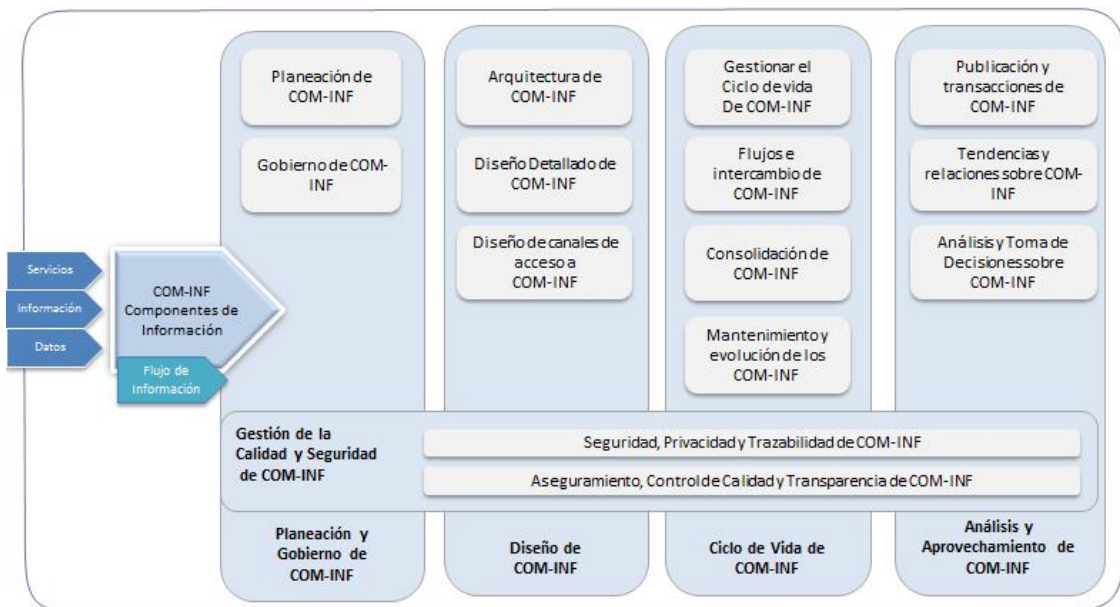 Planeación de
COM-INF
Gobierno de COM-
INF
Arquitectura de
COM-INF
Diseño Detallado de
COM-INF
Diseño de canales de
acceso a
COM-INF
Gestionar el
Ciclo de vida
De COM-INF
Flujos e
intercambio de
COM-INF
Consolidación de
COM-INF
Mantenimiento y
evolución de los
COM-INF
Publicación y
transacciones de
COM-INF
Tendencias y
relaciones sobre COM-
INF
Análisis y Toma de
Decisiones sobre
COM-INF
Servicios
Información
Datos
COM-INF
Componentes de
Información
Flujo de
Información
Gestión de la
Calidad y Seguridad
de COM-INF
Seguridad, Privacidad y Trazabilidad de COM-INF
Aseguramiento, Control de Calidad y Transparencia de COM-INF
Planeación y
Gobierno de
COM-INF
Diseño de
COM-INF
Ciclo de Vida de
COM-INF
Análisis y
Aprovechamiento de
COM-INF